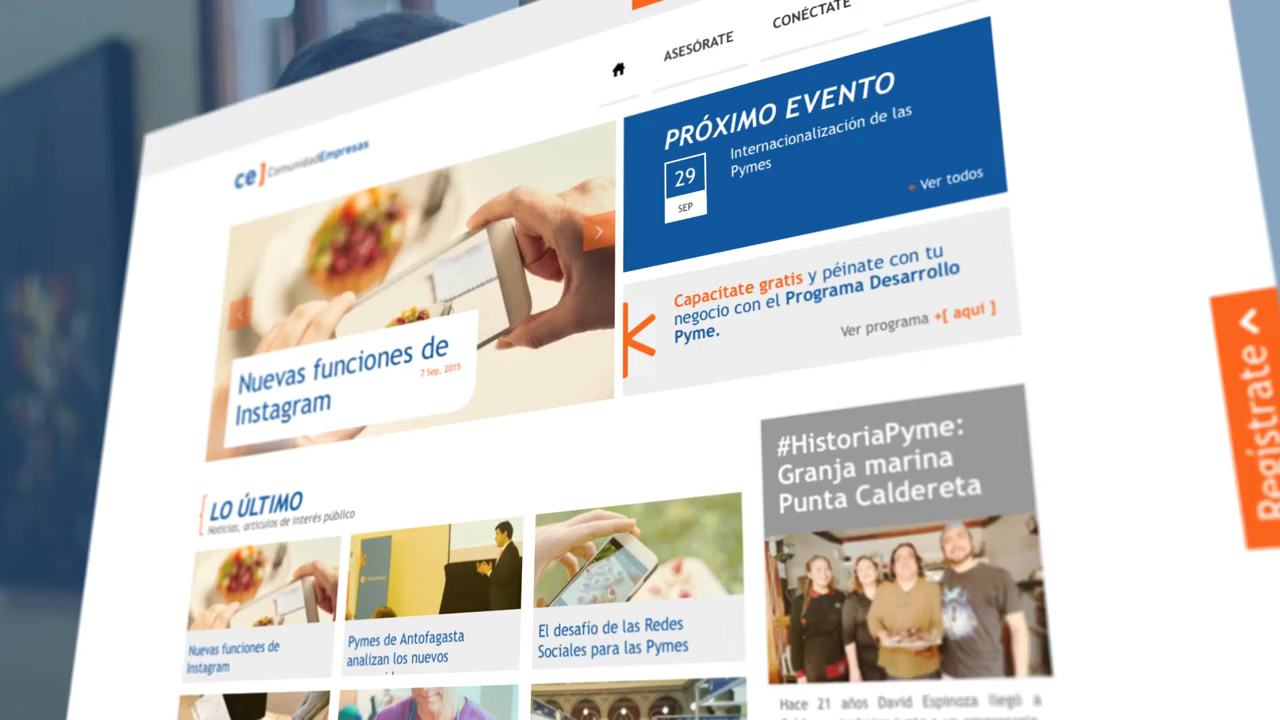 ASESÓRATE
CONÉCTATE
ce] ComunidadEmpresas
PRÓXIMO EVENTO
29
SEP
Internacionalización de las
Pymes
+ Ver todos
Nuevas funciones de
Instagram
7 Sep, 2015
Capacítate gratis y péinate con tu
negocio con el Programa Desarrollo
Pyme.
Ver programa +[ aquí ]
Regístrate
LO ÚLTIMO
Noticias, artículos de interés público
#HistoriaPyme:
Granja marina
Punta Caldereta
Nuevas funciones de
Instagram
Pymes de Antofagasta
analizan los nuevos
El desafío de las Redes
Sociales para las Pymes
Hace 21 años David Espinoza llegó a